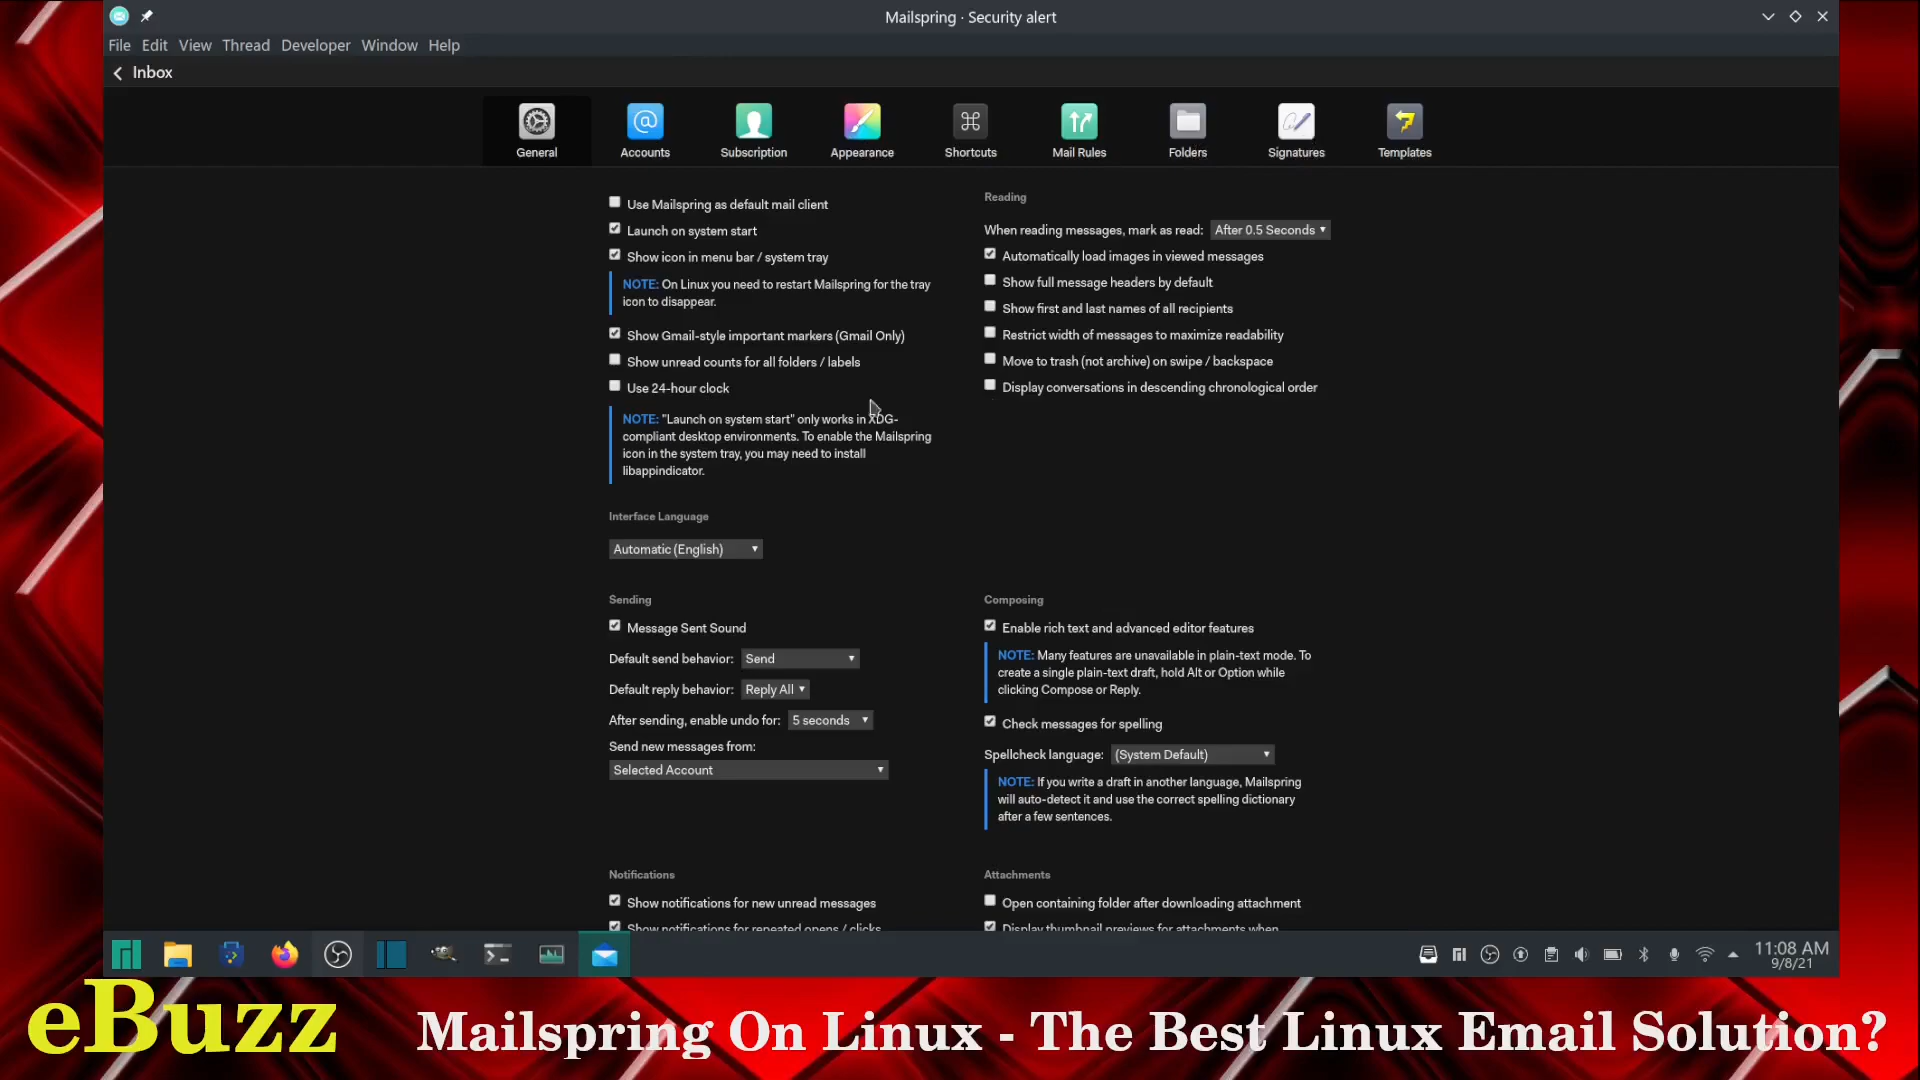 Mailspring · Security alert
File Edit View Thread Developer Window Help
Inbox
General Accounts Subscription Appearance Shortcuts Mail Rules Folders Signatures Templates
Use Mailspring as default mail client
Launch on system start
Show icon in menu bar / system tray
NOTE: On Linux you need to restart Mailspring for the tray
icon to disappear.
Show Gmail-style important markers (Gmail Only)
Show unread counts for all folders / labels
Use 24-hour clock
NOTE: "Launch on system start" only works in XDG-
compliant desktop environments. To enable the Mailspring
icon in the system tray, you may need to install
libappindicator.
Reading
When reading messages, mark as read: After 0.5 Seconds
Automatically load images in viewed messages
Show full message headers by default
Show first and last names of all recipients
Restrict width of messages to maximize readability
Move to trash (not archive) on swipe / backspace
Display conversations in descending chronological order
Interface Language
Automatic (English)
Sending
Message Sent Sound
Default send behavior: Send
Default reply behavior: Reply All
After sending, enable undo for: 5 seconds
Send new messages from:
Selected Account
Composing
Enable rich text and advanced editor features
NOTE: Many features are unavailable in plain-text mode. To
create a single plain-text draft, hold Alt or Option while
clicking Compose or Reply.
Check messages for spelling
Spellcheck language: (System Default)
NOTE: If you write a draft in another language, Mailspring
will auto-detect it and use the correct spelling dictionary
after a few sentences.
Notifications
Show notifications for new unread messages
Show notifications for repeated opens / clicks
Attachments
Open containing folder after downloading attachment
Display thumbnail previews for attachments when
11:08 AM
9/8/21
eBuzz
Mailspring On Linux - The Best Linux Email Solution?